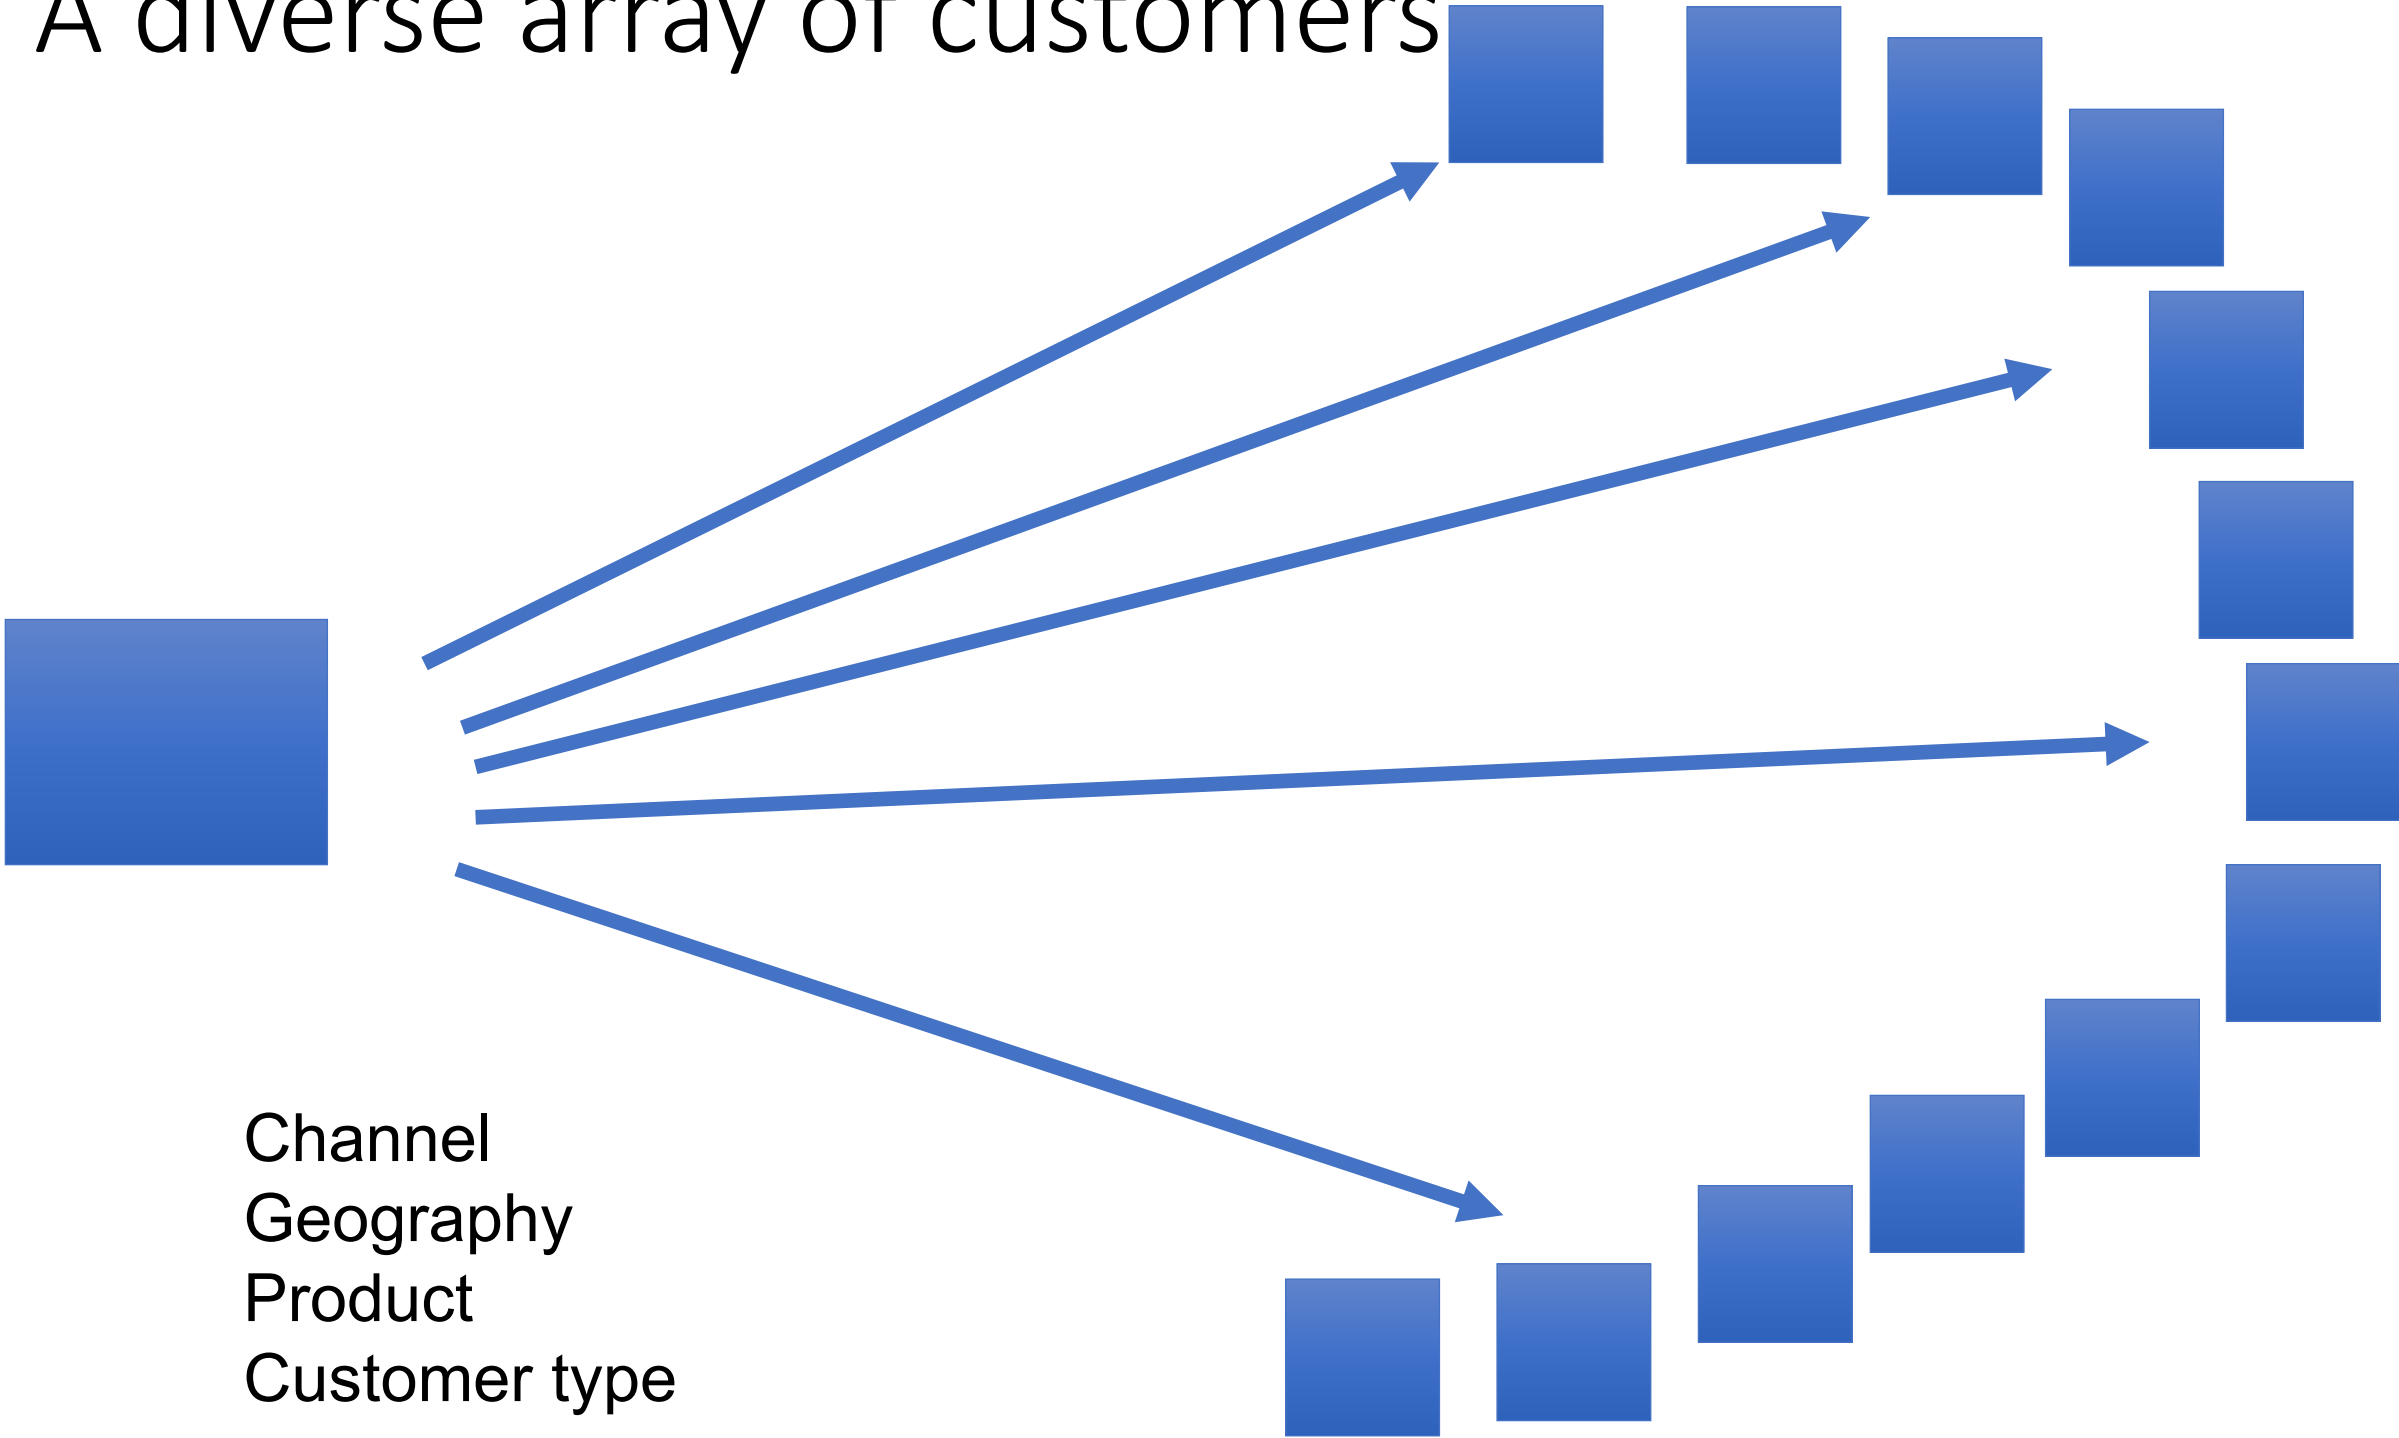 A diverse array of customers
Channel
Geography
Product
Customer type